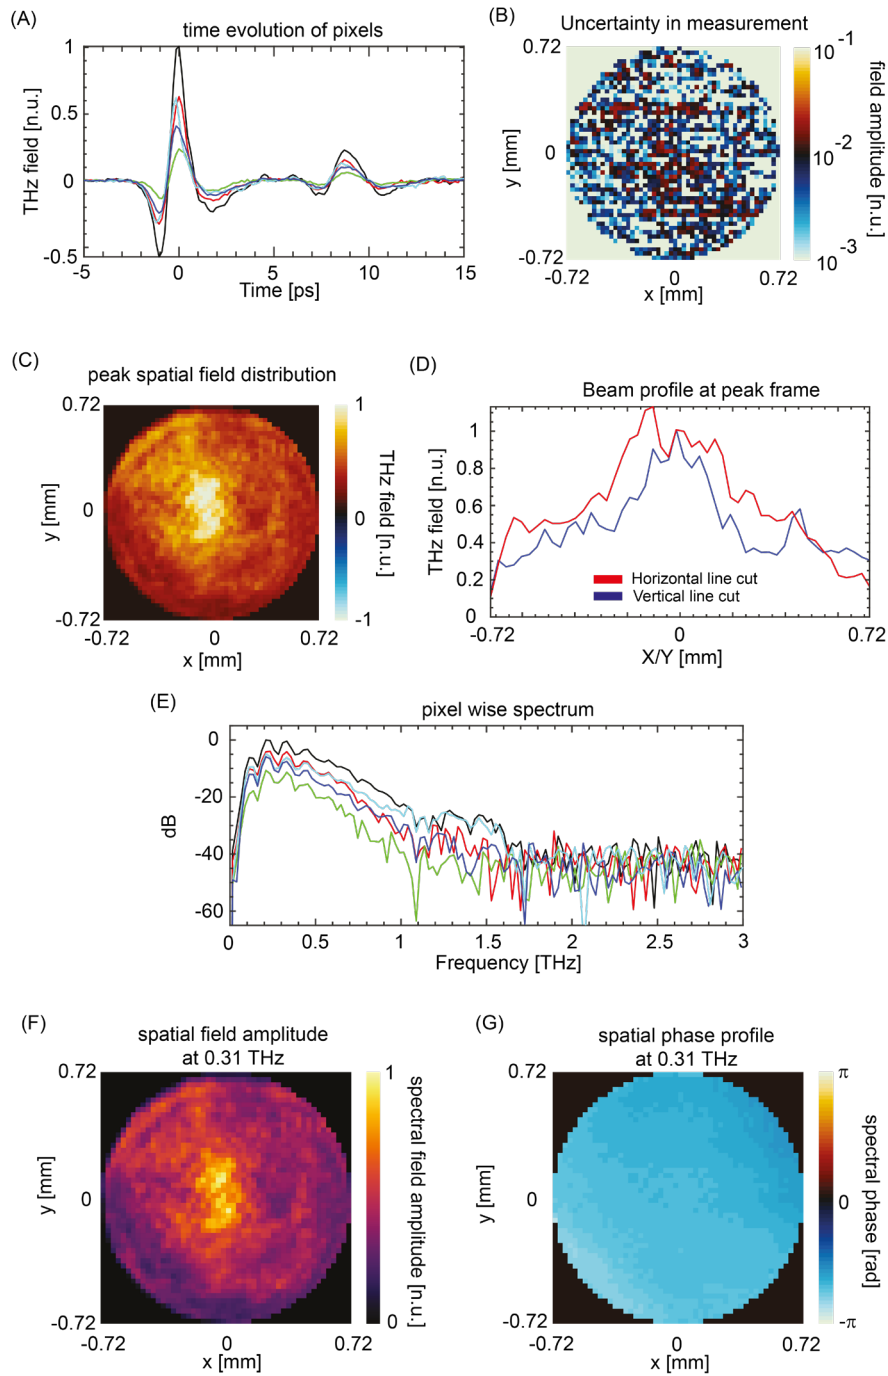 (A)
time evolution of pixels
THz field [n.u.]
1
0.5
0
-0.5
-5
0
5
10
15
Time [ps]
(B)
Uncertainty in measurement
0.72
0
-0.72
y [mm]
-0.72
0
0.72
x [mm]
10^-1
10^-2
10^-3
field amplitude [n.u.]
(C)
peak spatial field distribution
0.72
0
-0.72
y [mm]
-0.72
0
0.72
x [mm]
1
0
-1
THz field [n.u.]
(D)
Beam profile at peak frame
THz field [n.u.]
1
0.8
0.6
0.4
0.2
0
Horizontal line cut
Vertical line cut
-0.72
0
0.72
X/Y [mm]
(E)
pixel wise spectrum
dB
0
-20
-40
-60
0
0.5
1
1.5
2
2.5
3
Frequency [THz]
(F)
spatial field amplitude
at 0.31 THz
0.72
0
-0.72
y [mm]
-0.72
0
0.72
x [mm]
1
0
spectral field amplitude [n.u.]
(G)
spatial phase profile
at 0.31 THz
0.72
0
-0.72
y [mm]
-0.72
0
0.72
x [mm]
π
0
-π
spectral phase [rad]